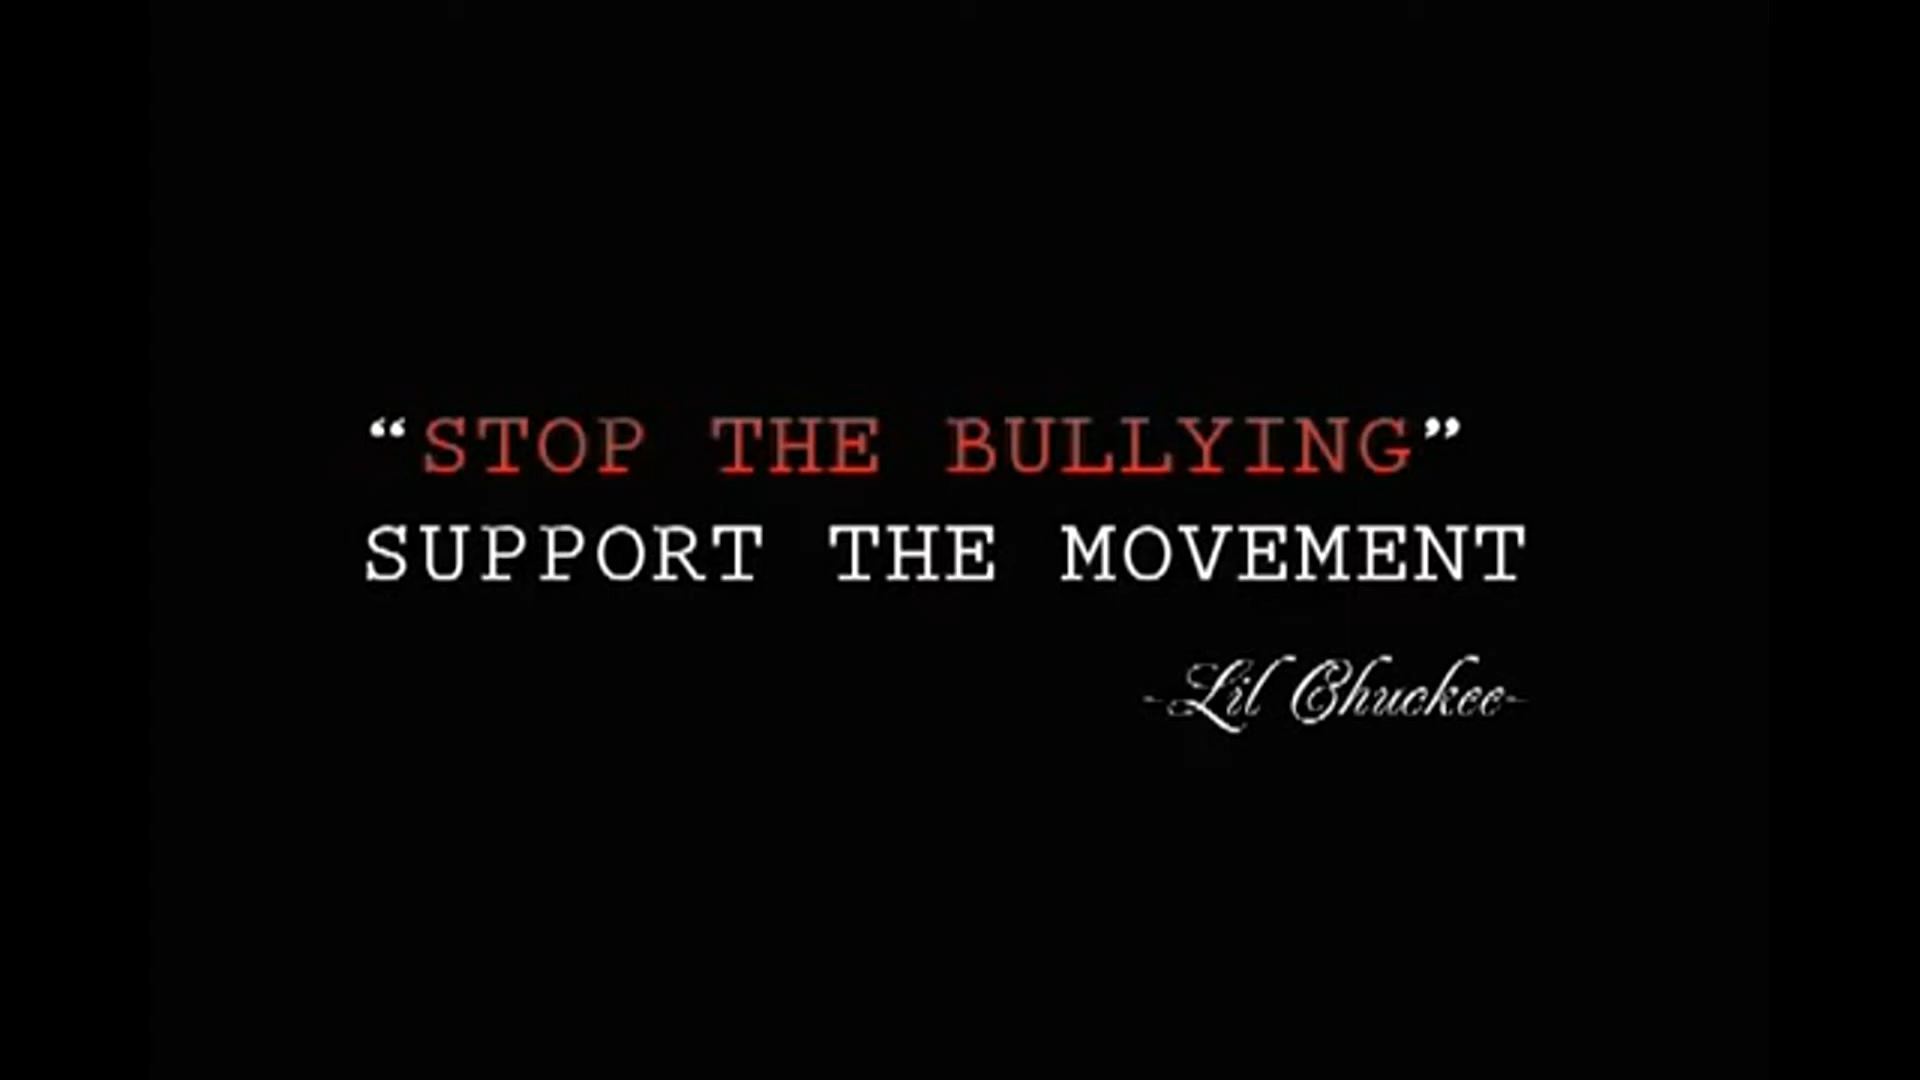 “STOP THE BULLYING”
SUPPORT THE MOVEMENT
-Lil Chuckee-